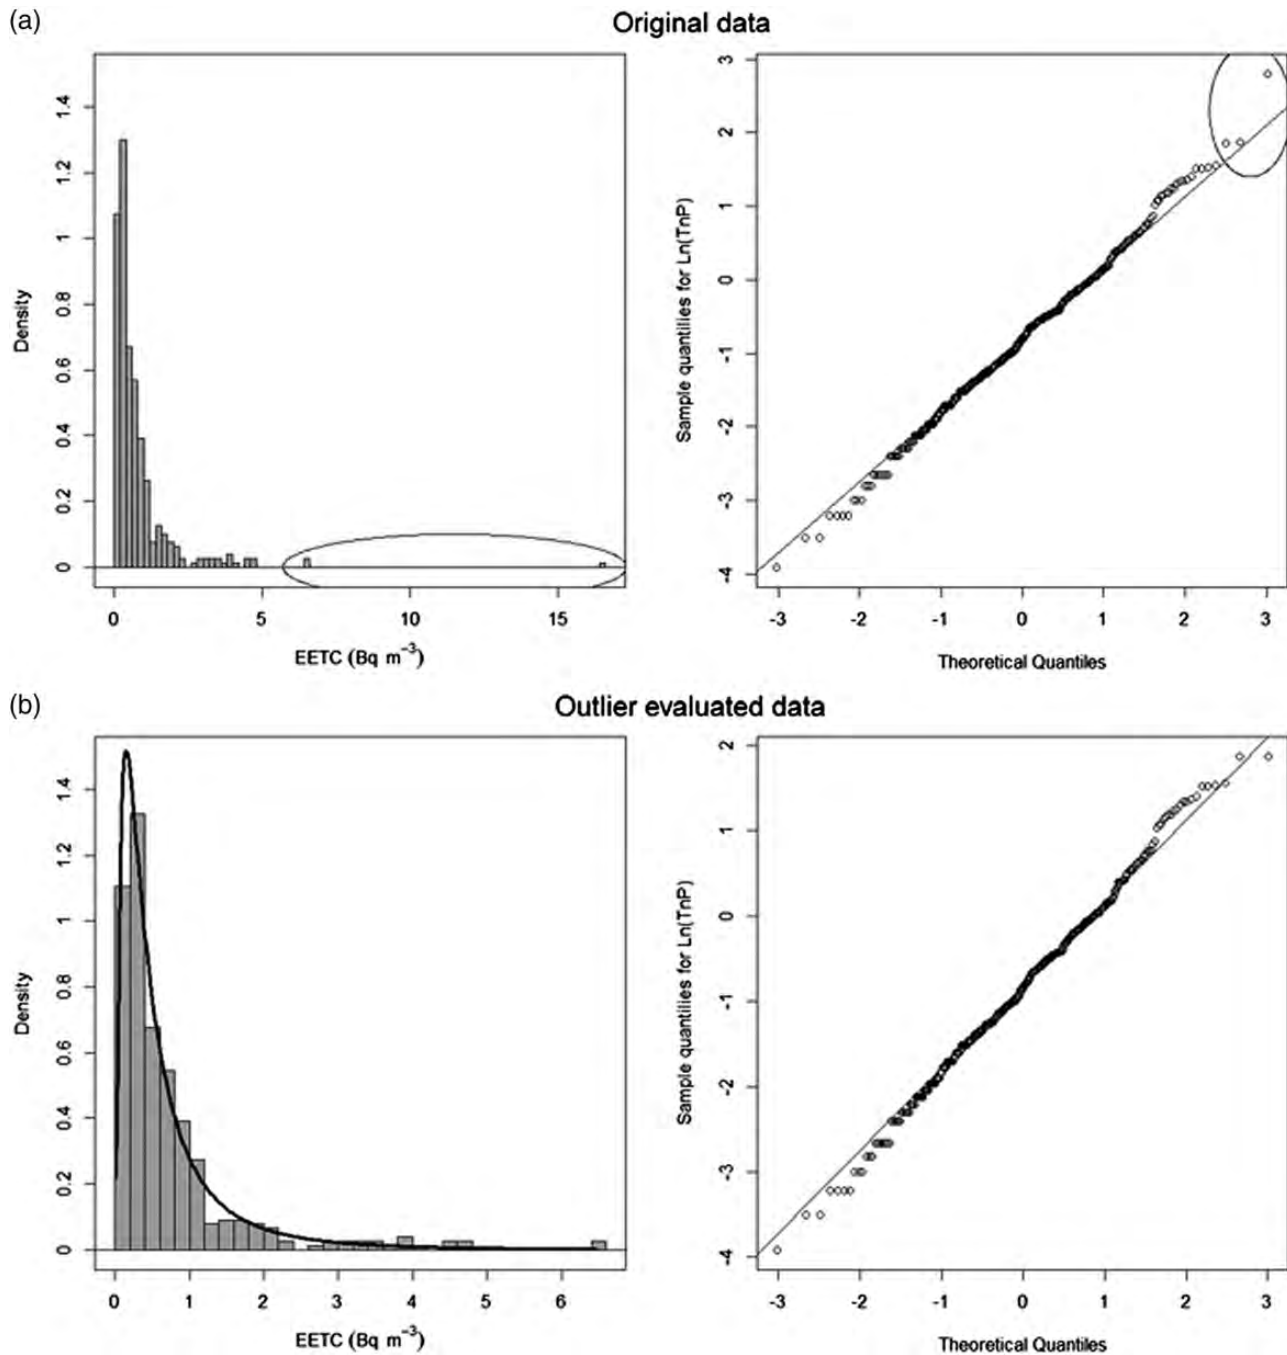 (a)
Original data
Density
0 0.2 0.4 0.6 0.8 1 1.2 1.4
0 5 10 15
EETC (Bq m⁻³)
Sample quantilies for Ln(TnP)
-4 -3 -2 -1 0 1 2 3
-3 -2 -1 0 1 2 3
Theoretical Quantiles
(b)
Outlier evaluated data
Density
0 0.2 0.4 0.6 0.8 1 1.2 1.4
0 1 2 3 4 5 6
EETC (Bq m⁻³)
Sample quantilies for Ln(TnP)
-4 -3 -2 -1 0 1 2
-3 -2 -1 0 1 2 3
Theoretical Quantiles